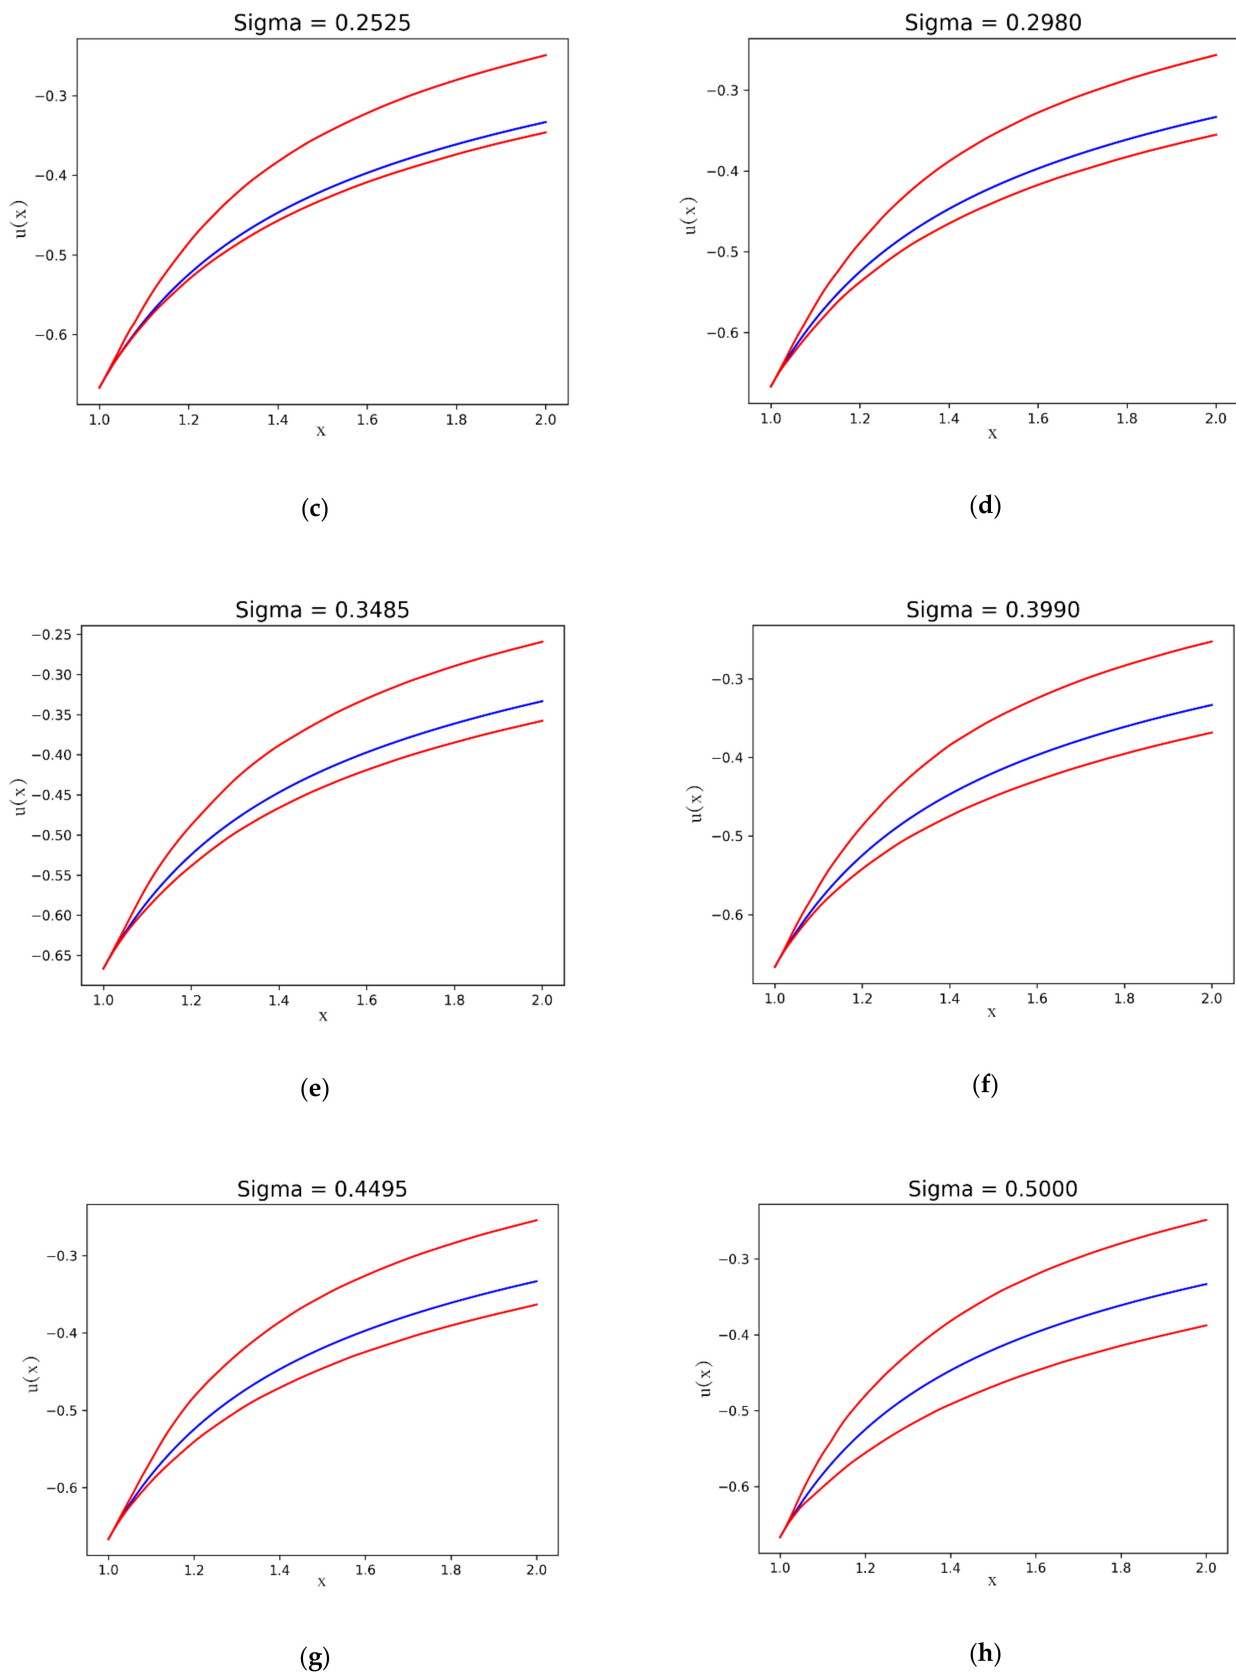 Sigma = 0.2525
−0.3
−0.4
−0.5
−0.6
u(x)
1.0 1.2 1.4 1.6 1.8 2.0
x
(c)
Sigma = 0.2980
−0.3
−0.4
−0.5
−0.6
u(x)
1.0 1.2 1.4 1.6 1.8 2.0
x
(d)
Sigma = 0.3485
−0.25
−0.30
−0.35
−0.40
−0.45
−0.50
−0.55
−0.60
−0.65
u(x)
1.0 1.2 1.4 1.6 1.8 2.0
x
(e)
Sigma = 0.3990
−0.3
−0.4
−0.5
−0.6
u(x)
1.0 1.2 1.4 1.6 1.8 2.0
x
(f)
Sigma = 0.4495
−0.3
−0.4
−0.5
−0.6
u(x)
1.0 1.2 1.4 1.6 1.8 2.0
x
(g)
Sigma = 0.5000
−0.3
−0.4
−0.5
−0.6
u(x)
1.0 1.2 1.4 1.6 1.8 2.0
x
(h)